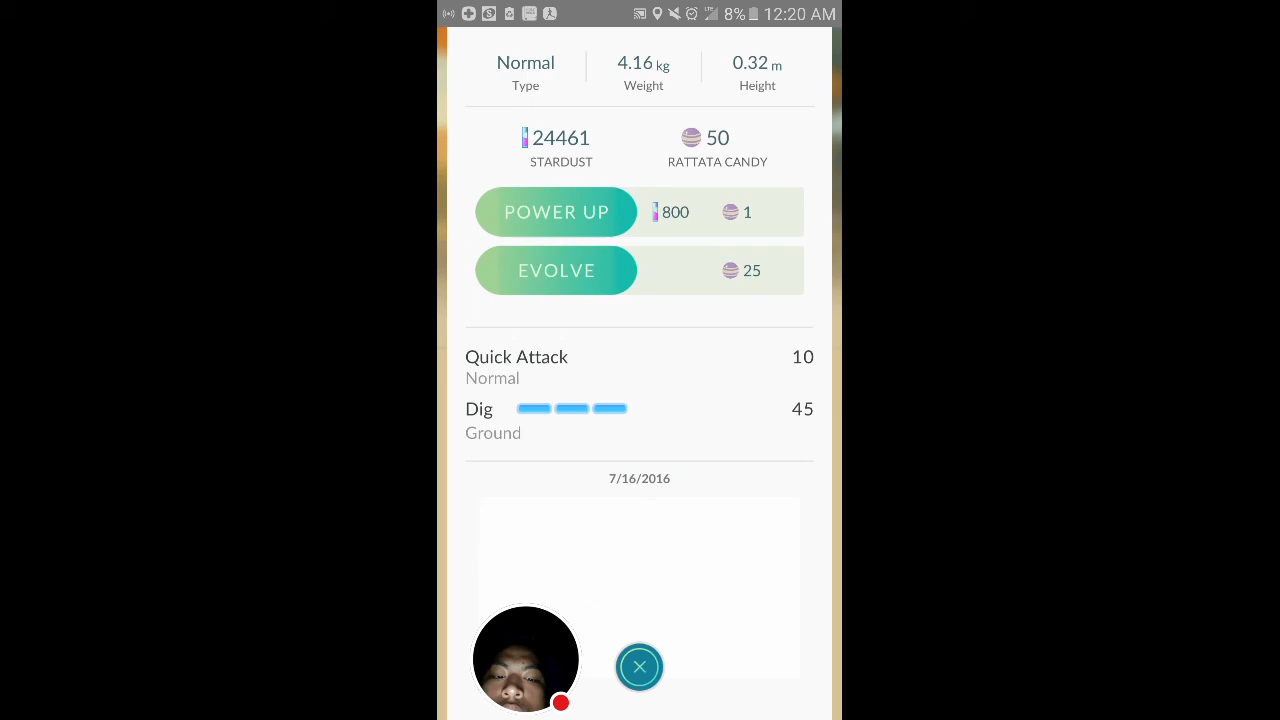 8% 12:20 AM
Normal 4.16 kg 0.32 m
Type Weight Height
24461 50
STARDUST RATTATA CANDY
POWER UP 800 1
EVOLVE 25
Quick Attack 10
Normal
Dig 45
Ground
7/16/2016